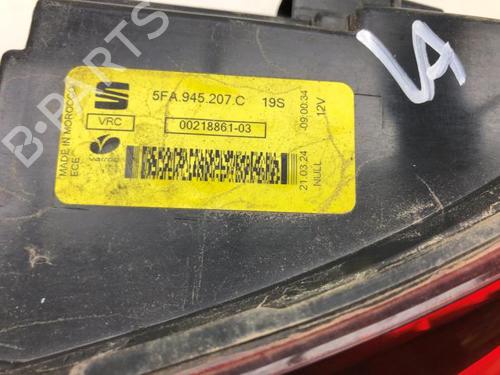 B-PARTS
5FA.945.207.C 19S
VRC
00218861-03
MADE IN MOROCCO
ECE
09:00:34
12V
21.03.24
NULL